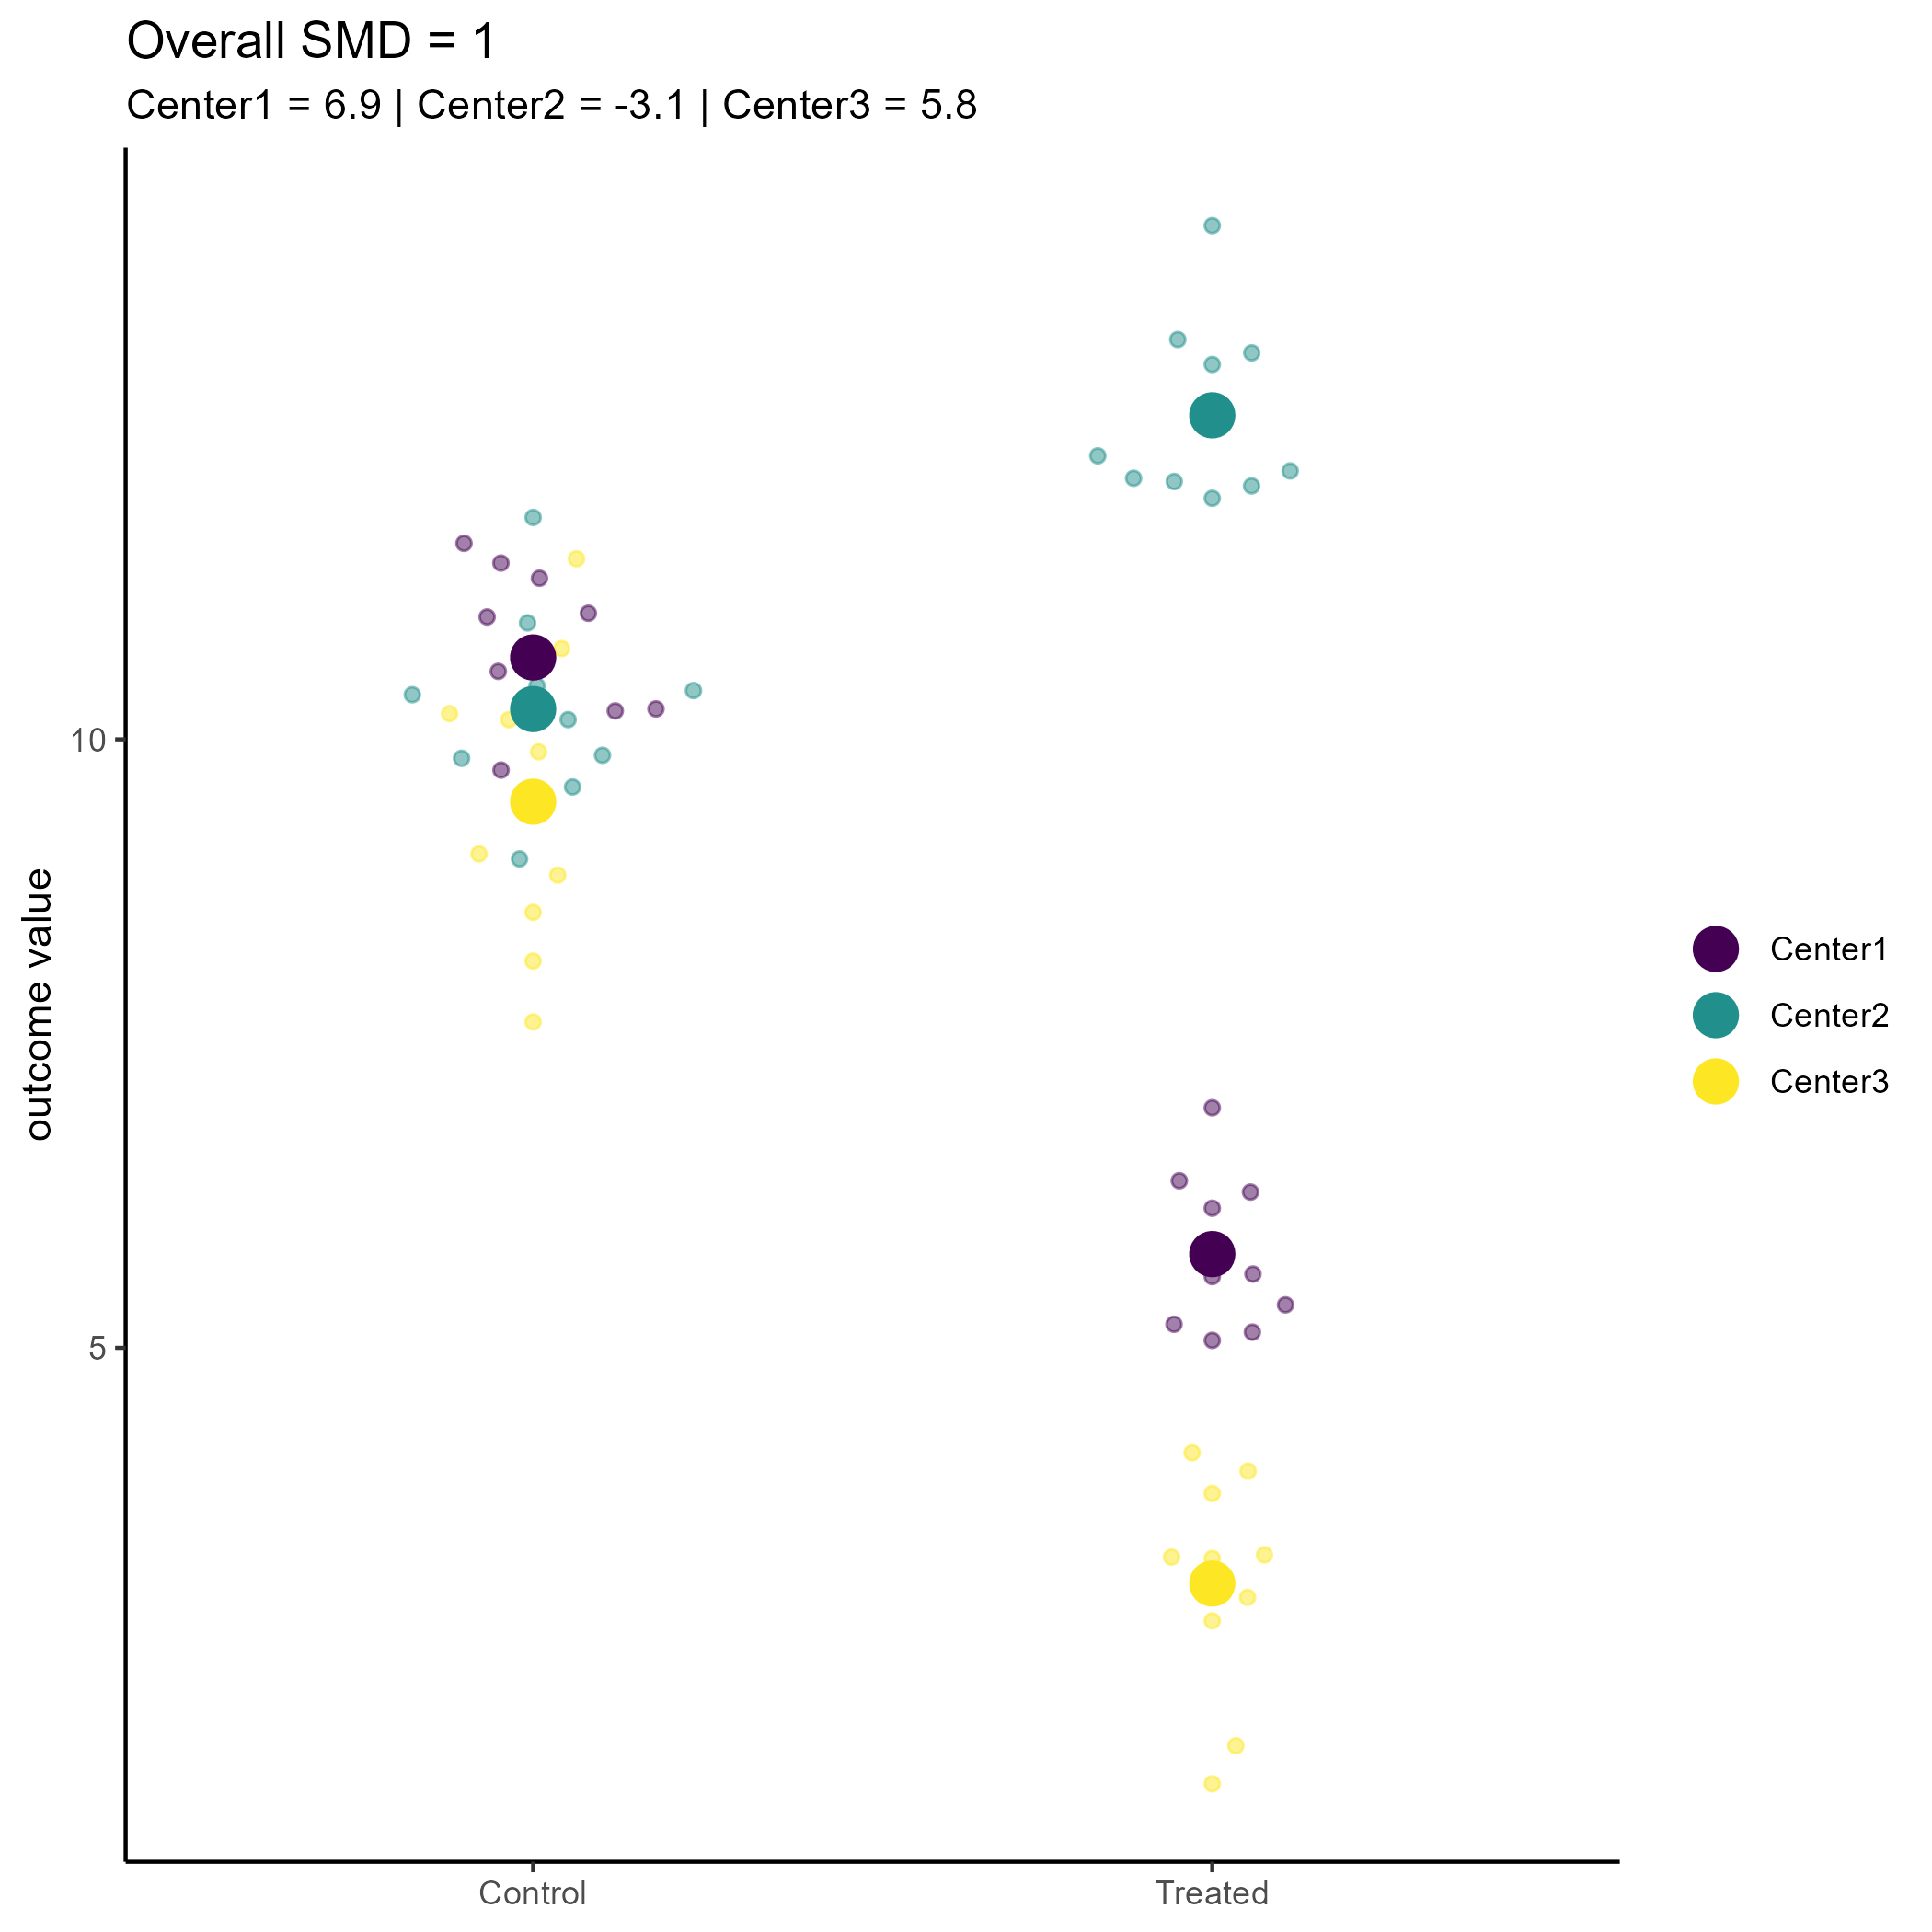 Overall SMD = 1
Center1 = 6.9 | Center2 = -3.1 | Center3 = 5.8
outcome value
10
5
Control
Treated
Center1
Center2
Center3